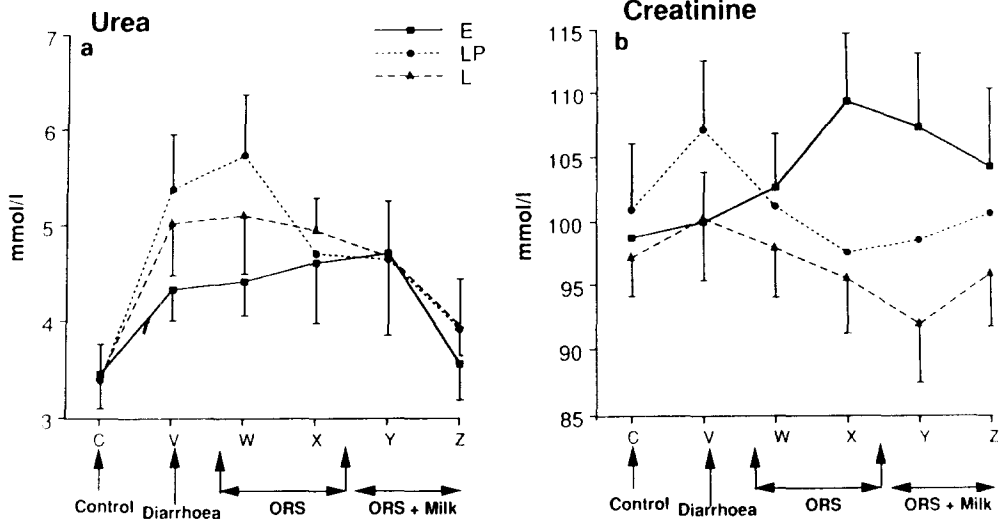 Urea
a
E
LP
L
7
6
5
4
3
mmol/l
C V W X Y Z
Control Diarrhoea ORS ORS + Milk
Creatinine
b
115
110
105
100
95
90
85
mmol/l
C V W X Y Z
Control Diarrhoea ORS ORS + Milk